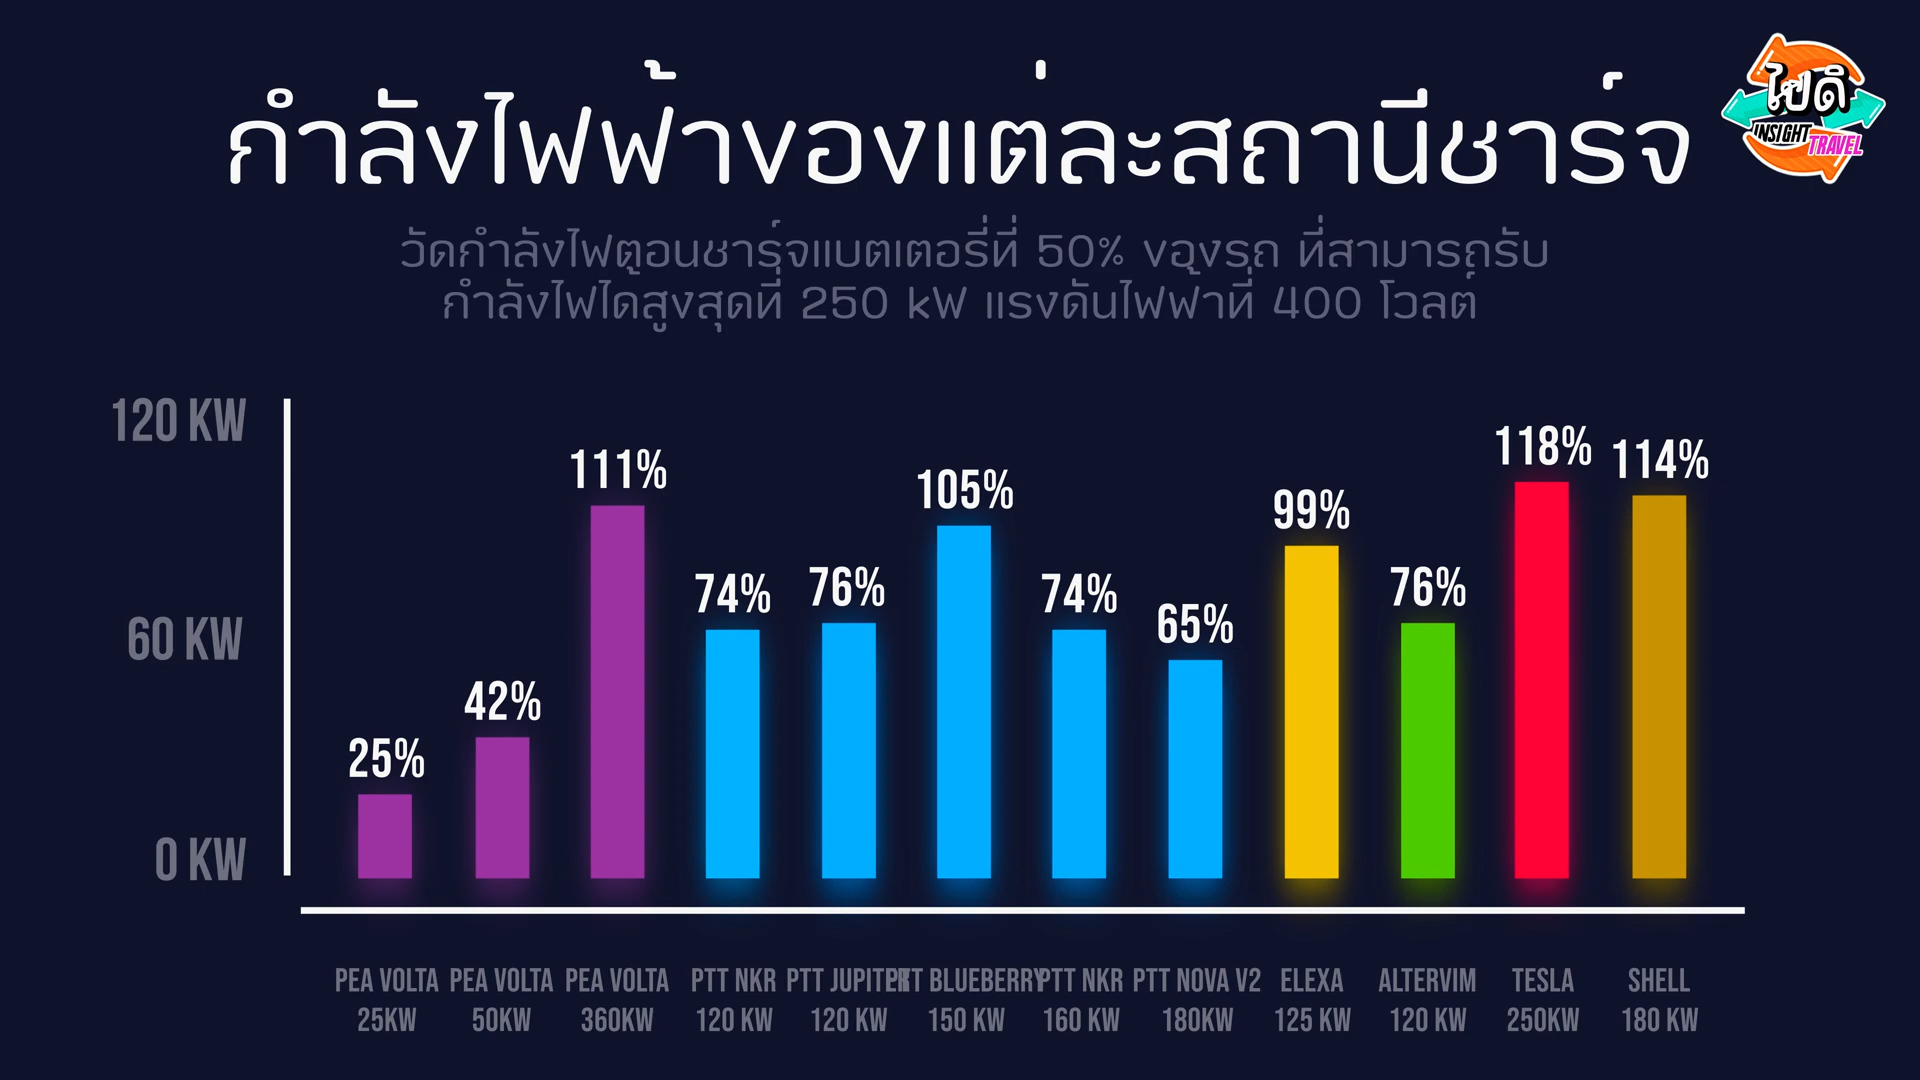 กำลังไฟฟ้าของแต่ละสถานีชาร์จ
ไปดิ
INSIGHT TRAVEL
วัดกำลังไฟตอนชาร์จแบตเตอรี่ที่ 50% ของรถ ที่สามารถรับ
กำลังไฟได้สูงสุดที่ 250 kW แรงดันไฟฟ้าที่ 400 โวลต์
120 KW
60 KW
0 KW
25% 42% 111% 74% 76% 105% 74% 65% 99% 76% 118% 114%
PEA VOLTA PEA VOLTA PEA VOLTA PTT NKR PTT JUPITER PTT BLUEBERRY PTT NKR PTT NOVA V2 ELEXA ALTERVIM TESLA SHELL
25KW 50KW 360KW 120 KW 120 KW 150 KW 160 KW 180KW 125 KW 120 KW 250KW 180 KW